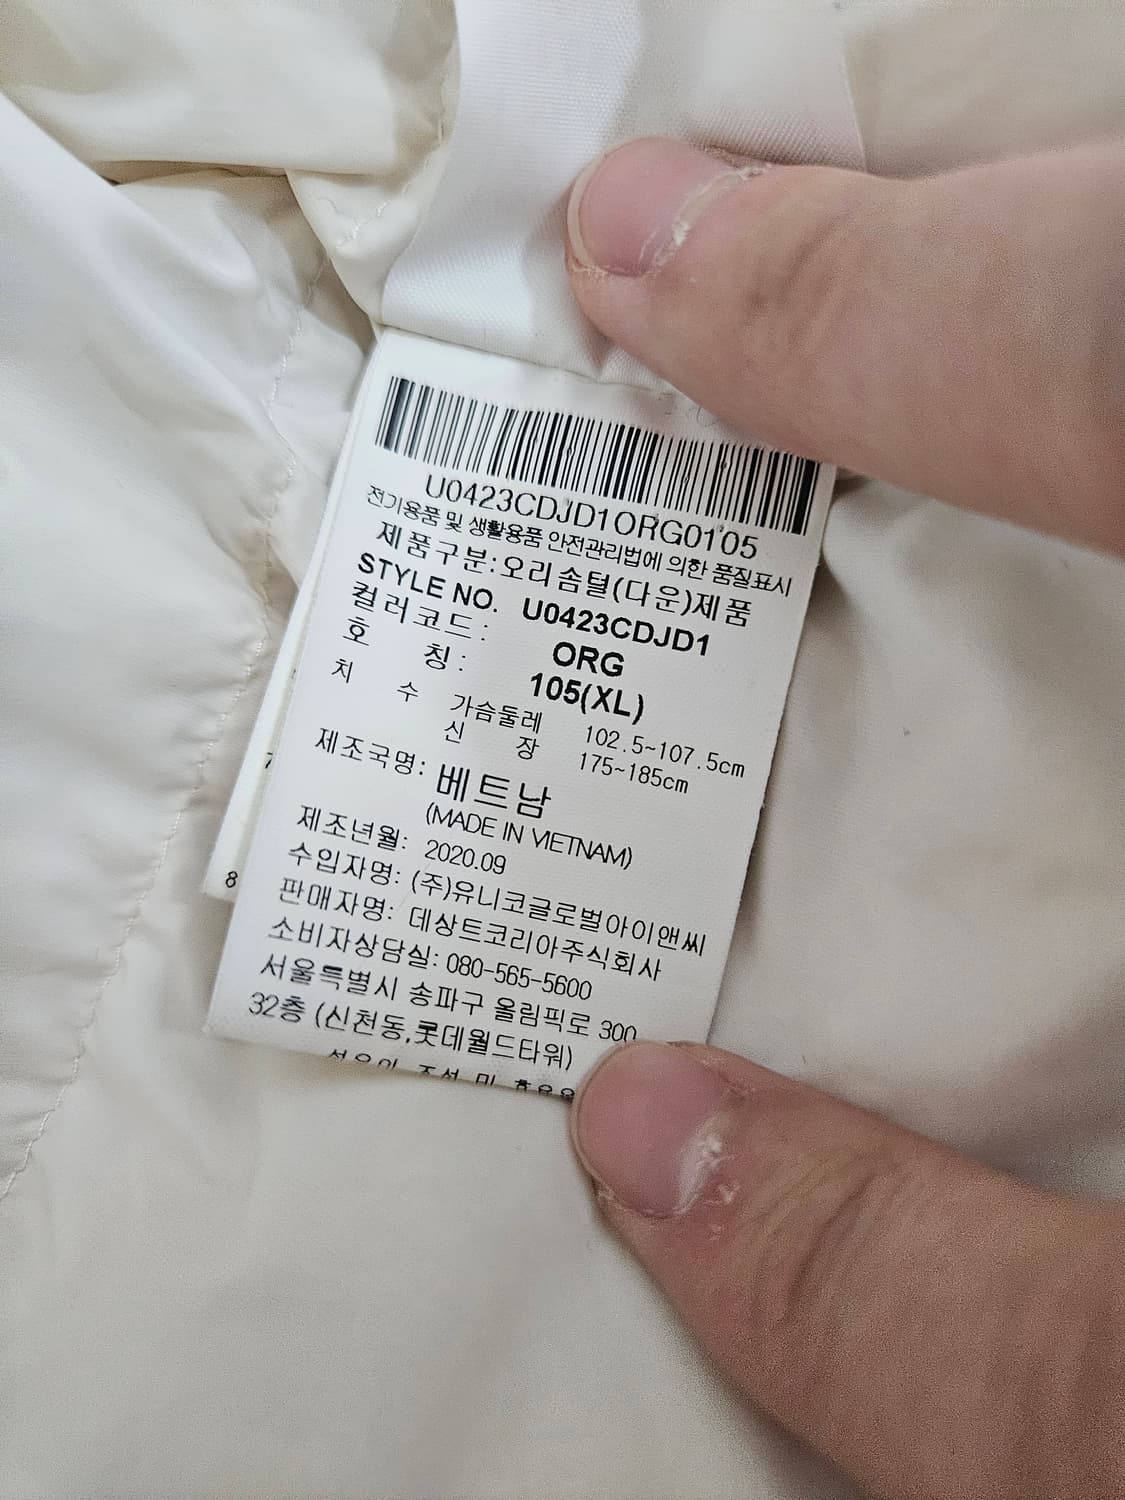 U0423CDJD1ORG0105
전기용품 및 생활용품 안전관리법에 의한 품질표시
제품구분:오리솜털(다운)제품
STYLE NO. U0423CDJD1
컬러코드: ORG
호 칭: 105(XL)
치 수 가슴둘레 102.5~107.5cm
신 장 175~185cm
제조국명: 베트남
(MADE IN VIETNAM)
제조년월: 2020.09
수입자명: (주)유니코글로벌아이앤씨
판매자명: 데상트코리아주식회사
소비자상담실: 080-565-5600
서울특별시 송파구 올림픽로 300
32층 (신천동,롯데월드타워)
7
8